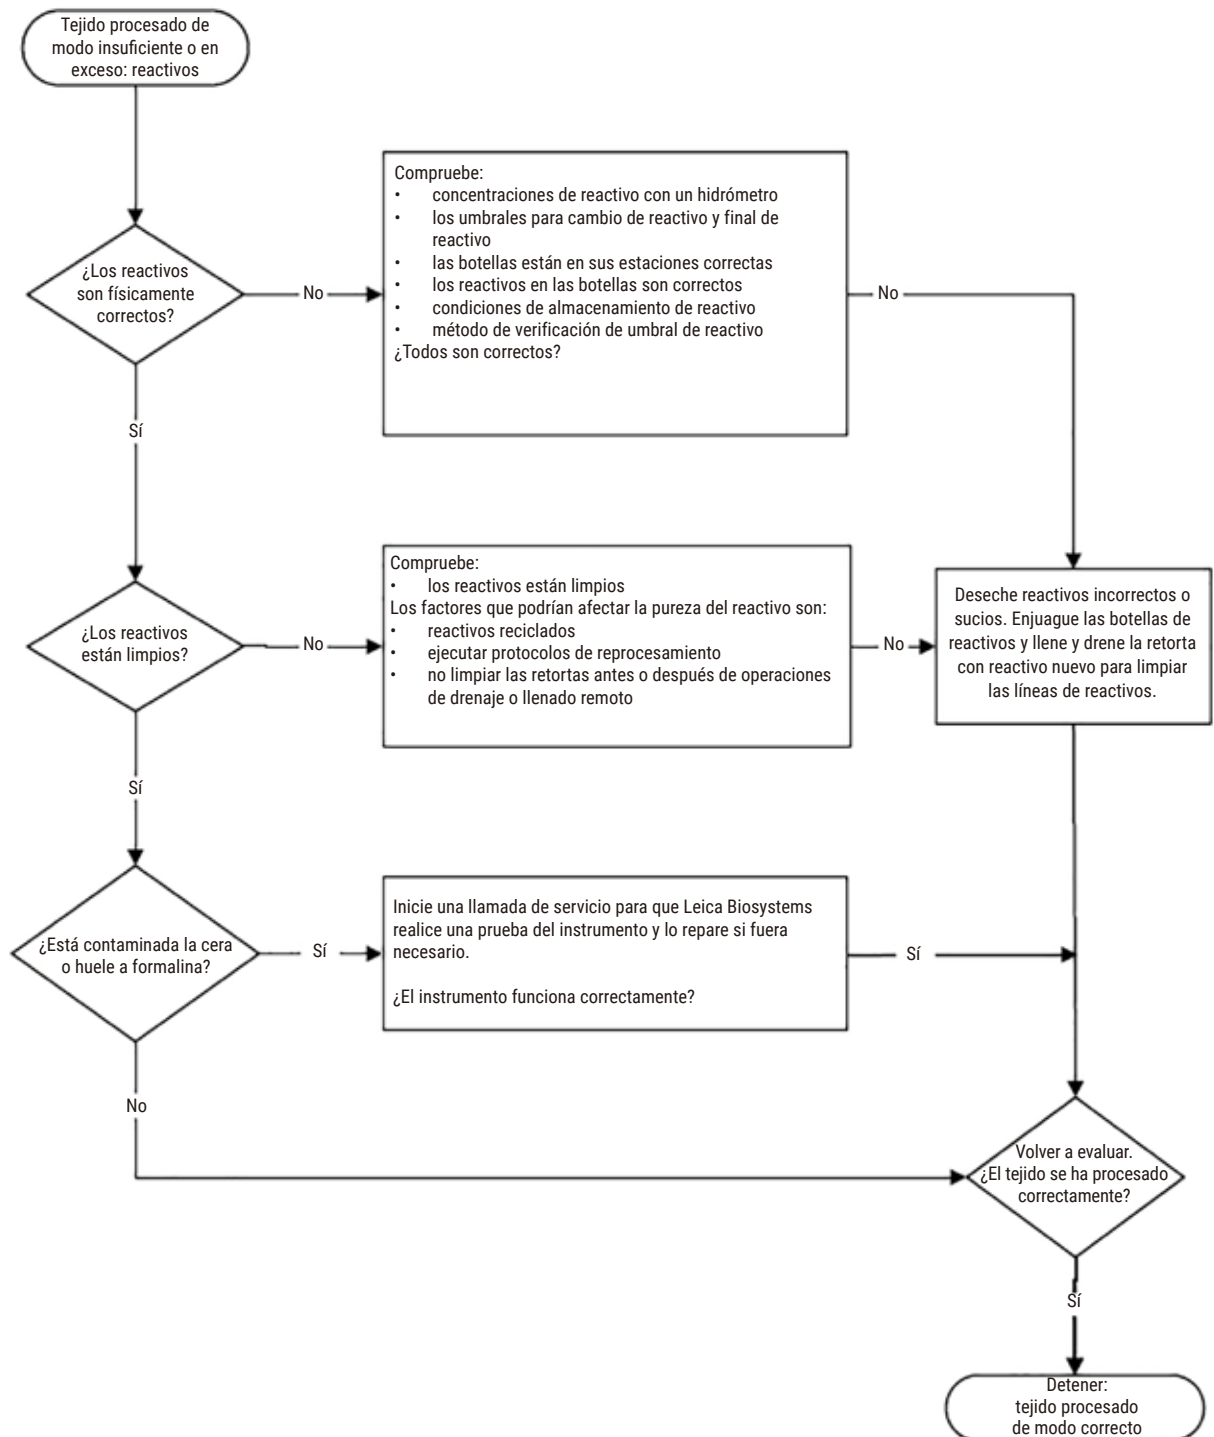 Tejido procesado de
modo insuficiente o en
exceso: reactivos
¿Los reactivos
son físicamente
correctos?
No
Compruebe:
• concentraciones de reactivo con un hidrómetro
• los umbrales para cambio de reactivo y final de
reactivo
• las botellas están en sus estaciones correctas
• los reactivos en las botellas son correctos
• condiciones de almacenamiento de reactivo
• método de verificación de umbral de reactivo
¿Todos son correctos?
No
Sí
¿Los reactivos
están limpios?
No
Compruebe:
• los reactivos están limpios
Los factores que podrían afectar la pureza del reactivo son:
• reactivos reciclados
• ejecutar protocolos de reprocesamiento
• no limpiar las retortas antes o después de operaciones
de drenaje o llenado remoto
No
Deseche reactivos incorrectos o
sucios. Enjuague las botellas de
reactivos y llene y drene la retorta
con reactivo nuevo para limpiar
las líneas de reactivos.
Sí
¿Está contaminada la cera
o huele a formalina?
Sí
Inicie una llamada de servicio para que Leica Biosystems
realice una prueba del instrumento y lo repare si fuera
necesario.
¿El instrumento funciona correctamente?
Sí
No
Volver a evaluar.
¿El tejido se ha procesado
correctamente?
Sí
Detener:
tejido procesado
de modo correcto